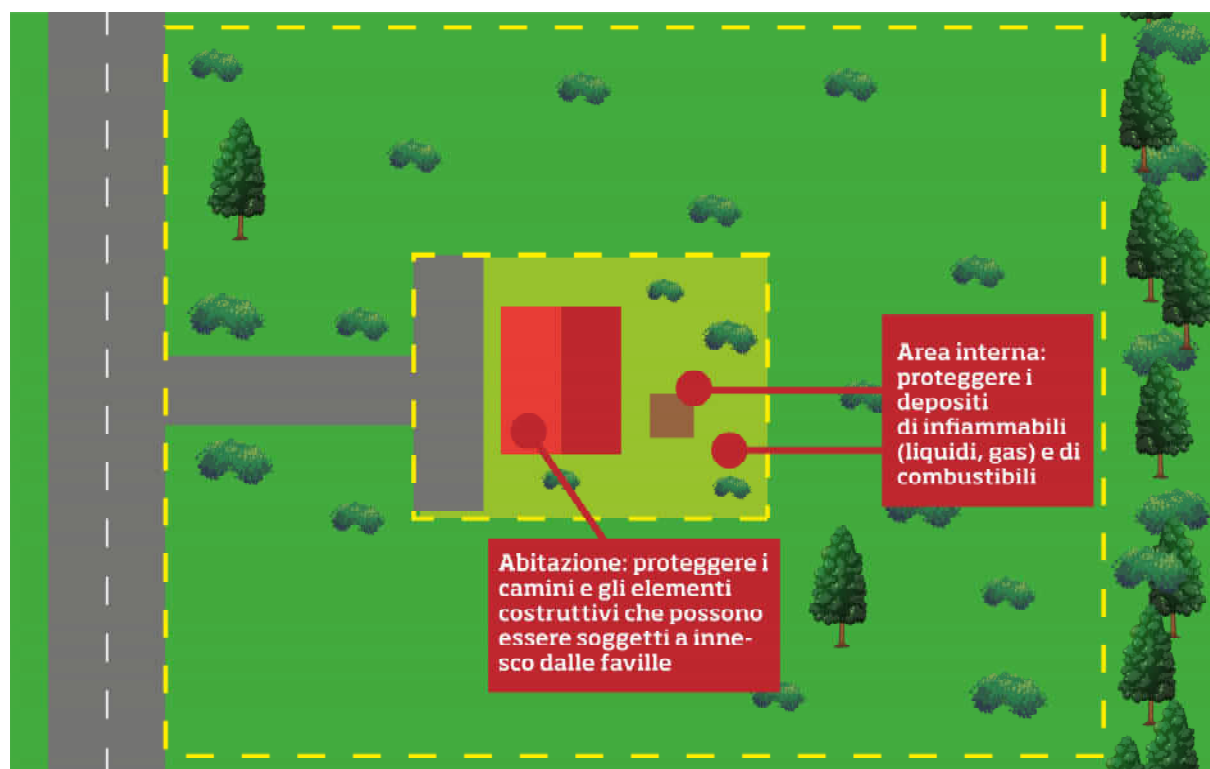 Area interna:
proteggere i
depositi
di infiammabili
(liquidi, gas) e di
combustibili
Abitazione: proteggere i
camini e gli elementi
costruttivi che possono
essere soggetti a inne-
sco dalle faville